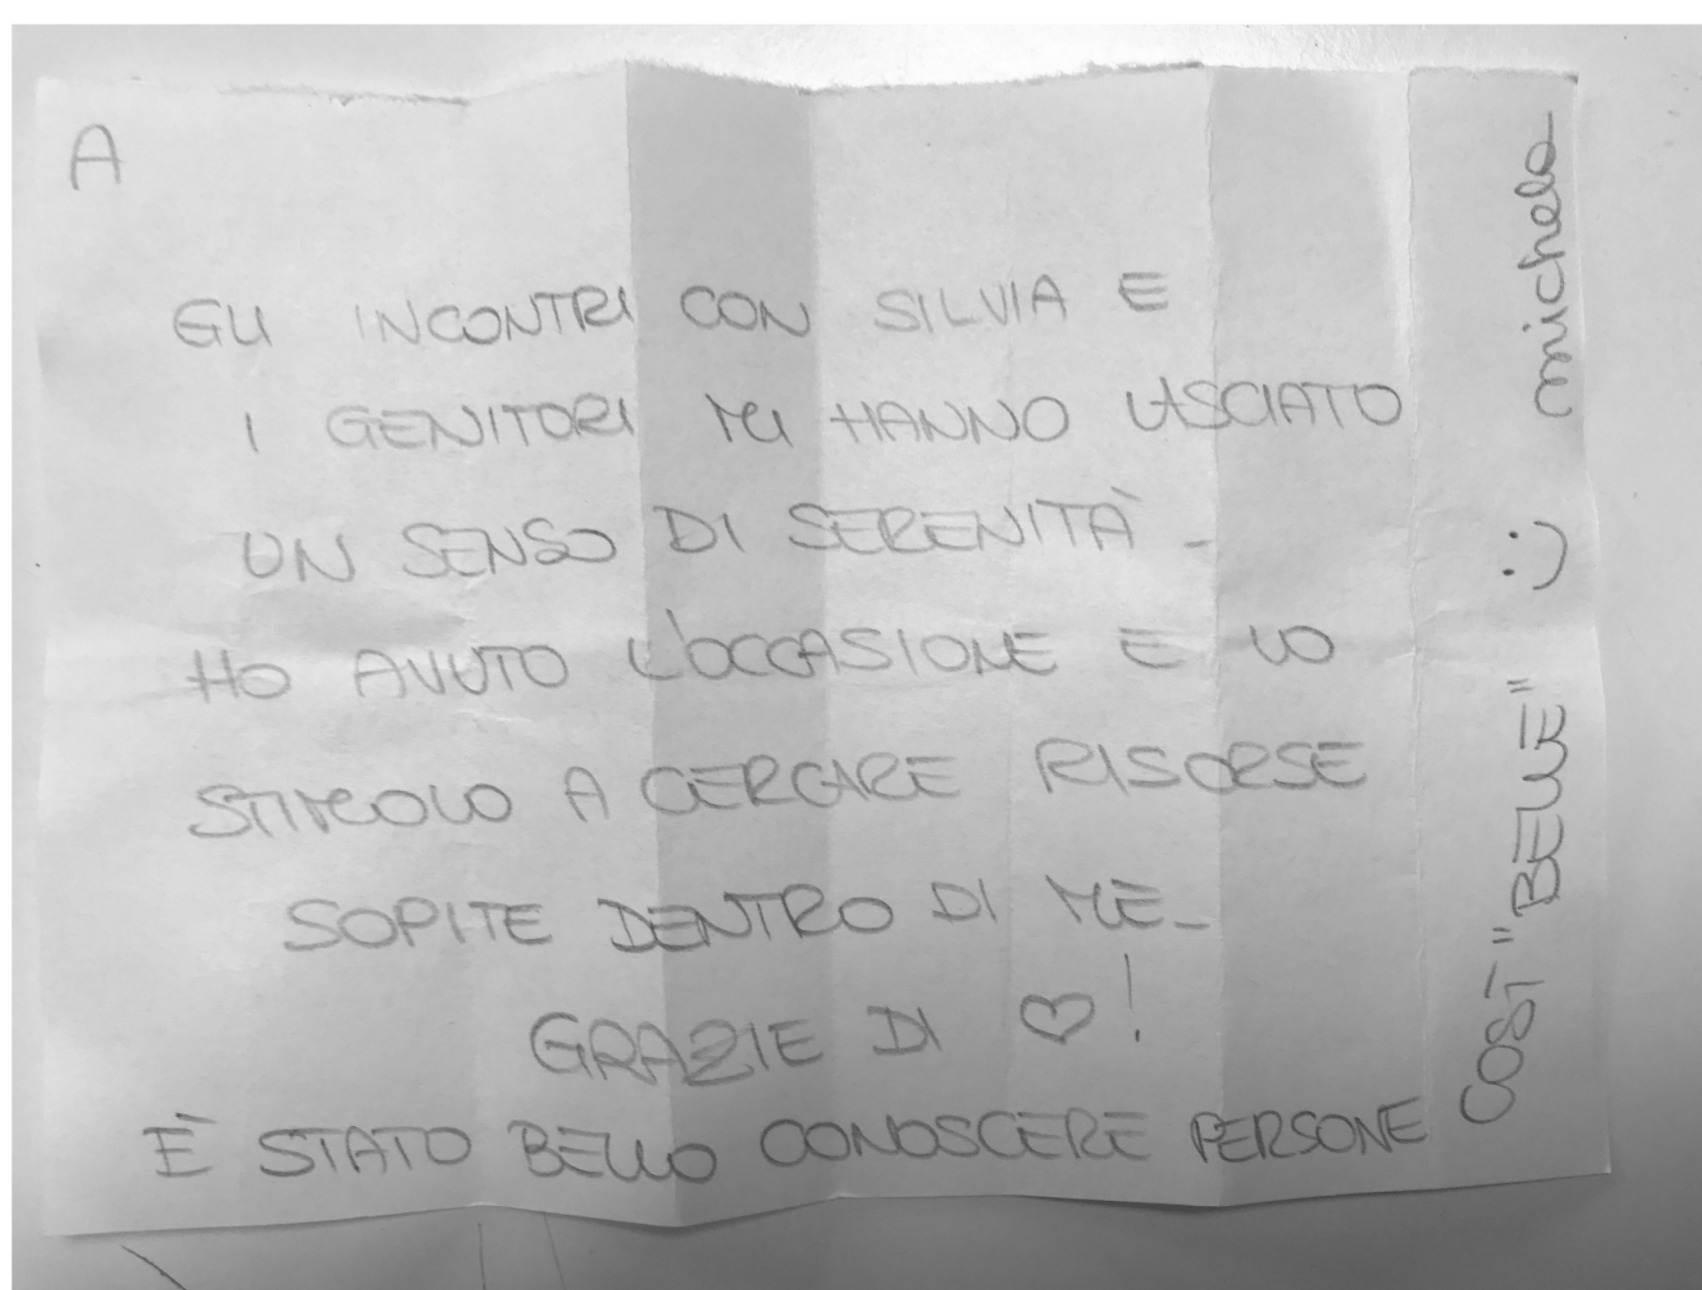 A
GLI INCONTRI CON SILVIA E
I GENITORI MI HANNO LASCIATO
UN SENSO DI SERENITÀ -
HO AVUTO L'OCCASIONE E LO
STIMOLO A CERCARE RISORSE
SOPITE DENTRO DI ME -
GRAZIE DI ♡!
È STATO BELLO CONOSCERE PERSONE
COSÌ "BELLE" :) michela